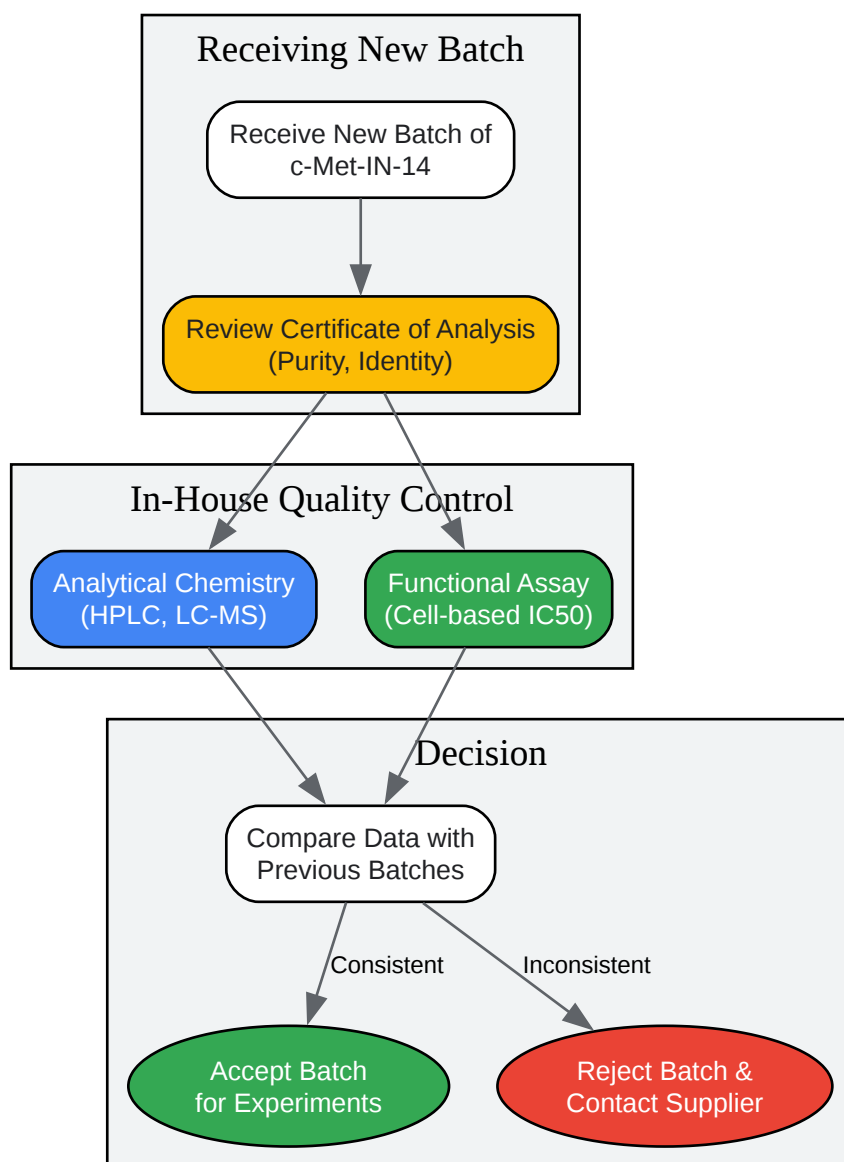 Receiving New Batch
Receive New Batch of
c-Met-IN-14
Review Certificate of Analysis
(Purity, Identity)
In-House Quality Control
Analytical Chemistry
(HPLC, LC-MS)
Functional Assay
(Cell-based IC50)
Decision
Compare Data with
Previous Batches
Consistent
Inconsistent
Accept Batch
for Experiments
Reject Batch &
Contact Supplier